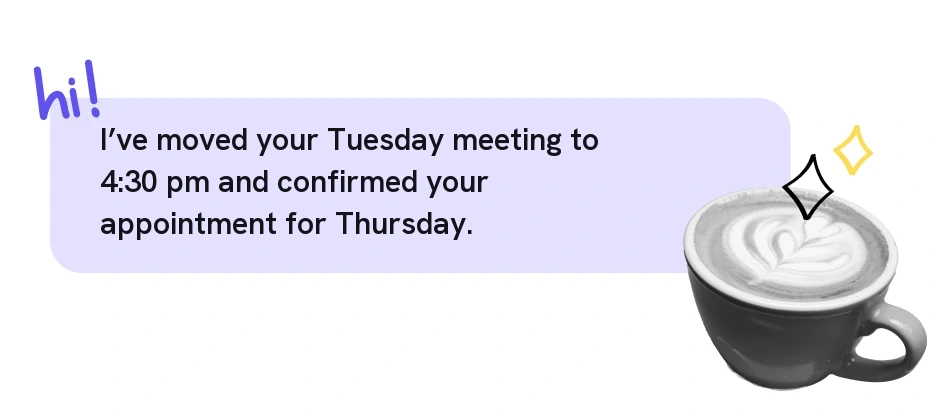 hi!
I’ve moved your Tuesday meeting to
4:30 pm and confirmed your
appointment for Thursday.